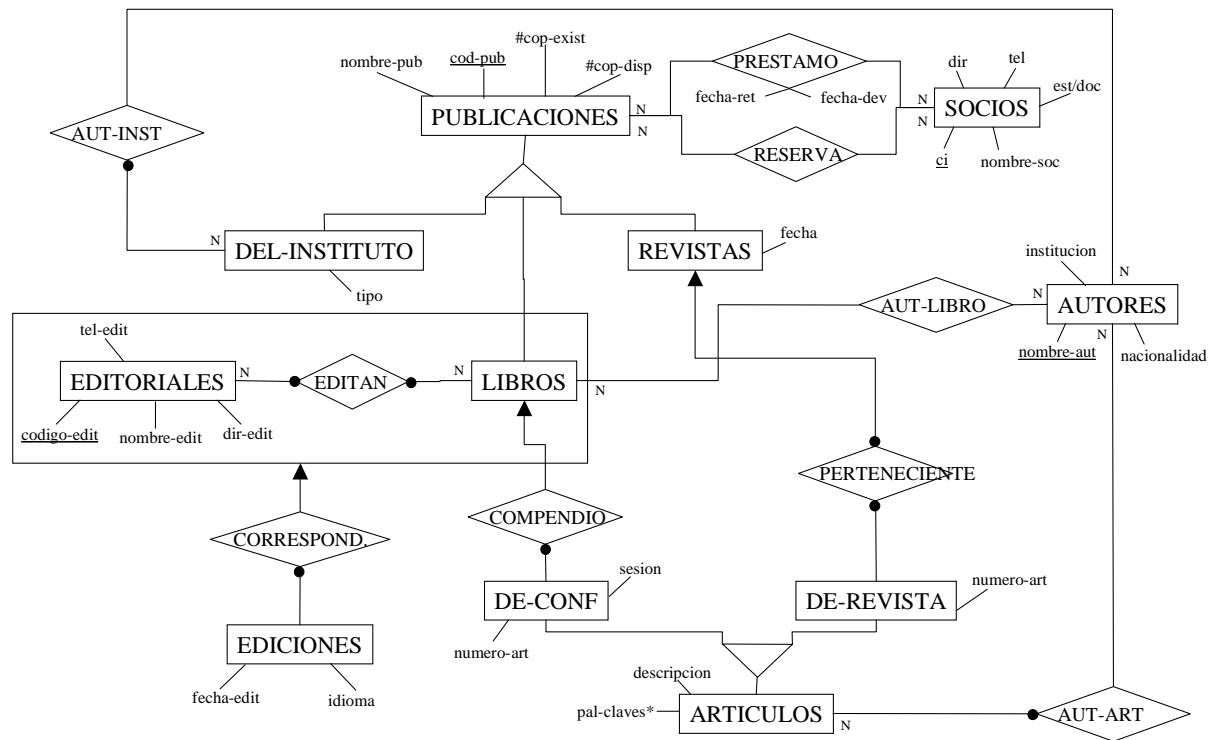 #cop-exist
nombre-pub
cod-pub
#cop-disp
PRESTAMO
dir
tel
est/doc
fecha-ret
fecha-dev
PUBLICACIONES
N
N
N
N
SOCIOS
AUT-INST
RESERVA
ci
nombre-soc
N
DEL-INSTITUTO
REVISTAS
fecha
tipo
institucion
N
AUT-LIBRO
N
AUTORES
tel-edit
N
nombre-aut
nacionalidad
EDITORIALES
N
EDITAN
N
LIBROS
N
codigo-edit
nombre-edit
dir-edit
PERTENECIENTE
COMPENDIO
CORRESPOND.
sesion
numero-art
DE-CONF
DE-REVISTA
EDICIONES
numero-art
descripcion
fecha-edit
idioma
pal-claves*
ARTICULOS
N
AUT-ART